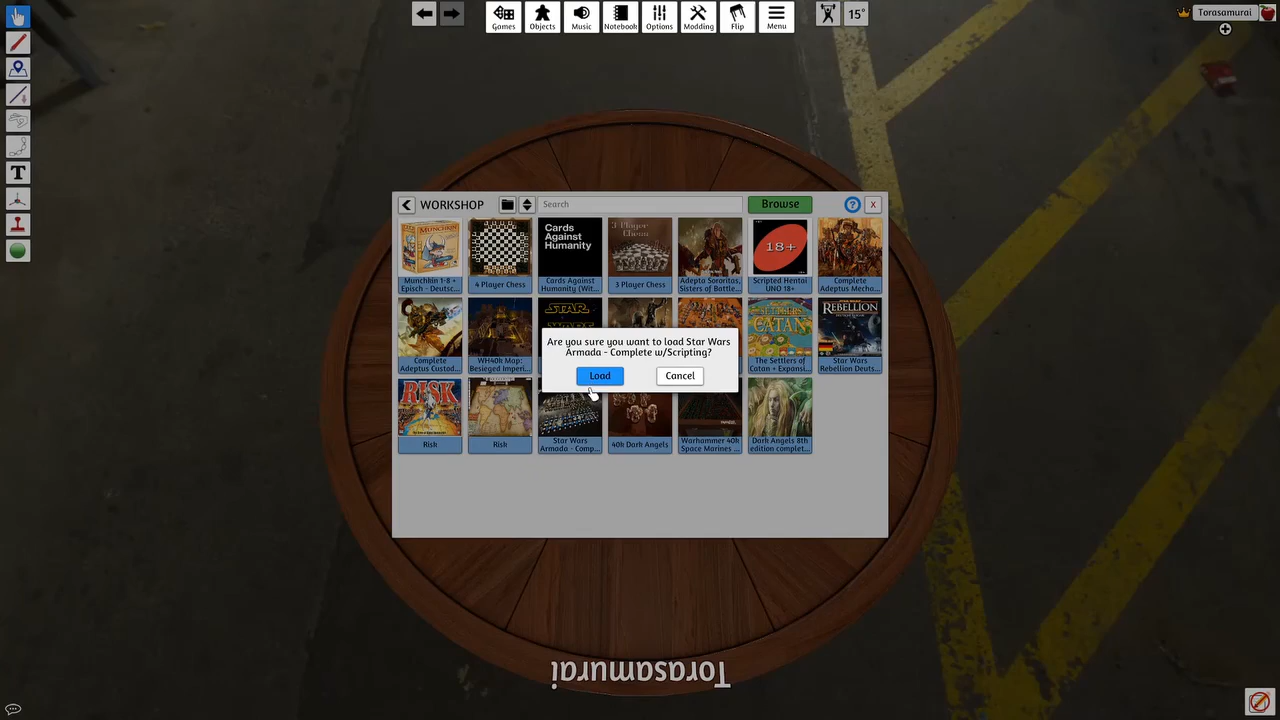 Games
Objects
Music
Notebook
Options
Modding
Flip
Menu
15°
Torasamurai
WORKSHOP
Search
Browse
?
X
Cards
Against
Humanity
3 Player
Chess
18+
Munchkin 1-8 +
Episch - Deutsc...
4 Player Chess
Cards Against
Humanity (Wit...
3 Player Chess
Adepta Sororitas,
Sisters of Battle...
Scripted Hentai
UNO 18+
Complete
Adeptus Mecha...
STAR
CATAN
REBELLION
Are you sure you want to load Star Wars
Armada - Complete w/Scripting?
Load
Cancel
Complete
Adeptus Custod...
WH40k Map:
Besieged Imperi...
The Settlers of
Catan + Expansi...
Star Wars
Rebellion Deuts...
RISK
Risk
Risk
Star Wars
Armada - Comp...
40k Dark Angels
Warhammer 40k
Space Marines ...
Dark Angels 8th
edition complet...
Torasamurai